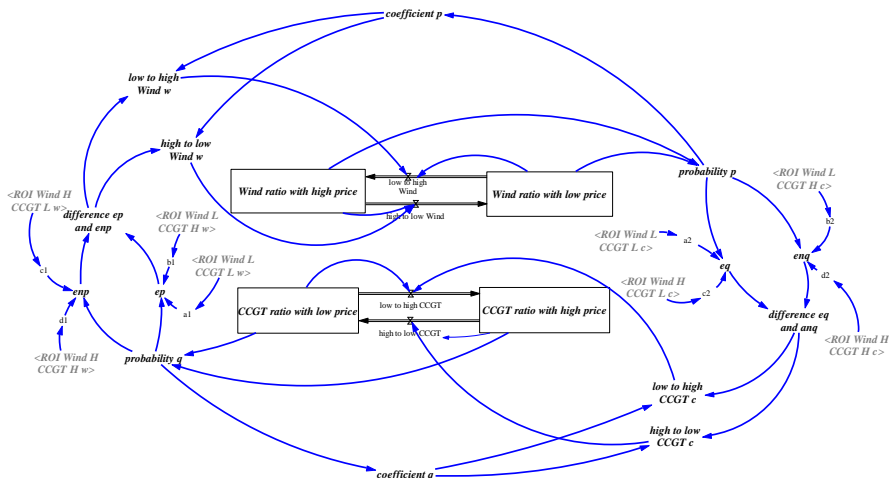 coefficient p
low to high
Wind w
high to low
Wind w
probability p
<ROI Wind L
CCGT H c>
Wind ratio with high price
low to high
Wind
high to low Wind
Wind ratio with low price
<ROI Wind H
CCGT L w>
difference ep
and enp
<ROI Wind L
CCGT H w>
b2
<ROI Wind L
CCGT L c>
a2
enq
b1
<ROI Wind L
CCGT L w>
c1
eq
d2
enp
ep
<ROI Wind H
CCGT L c>
c2
a1
d1
CCGT ratio with low price
low to high CCGT
high to low CCGT
CCGT ratio with high price
difference eq
and anq
<ROI Wind H
CCGT H c>
<ROI Wind H
CCGT H w>
probability q
low to high
CCGT c
high to low
CCGT c
coefficient q